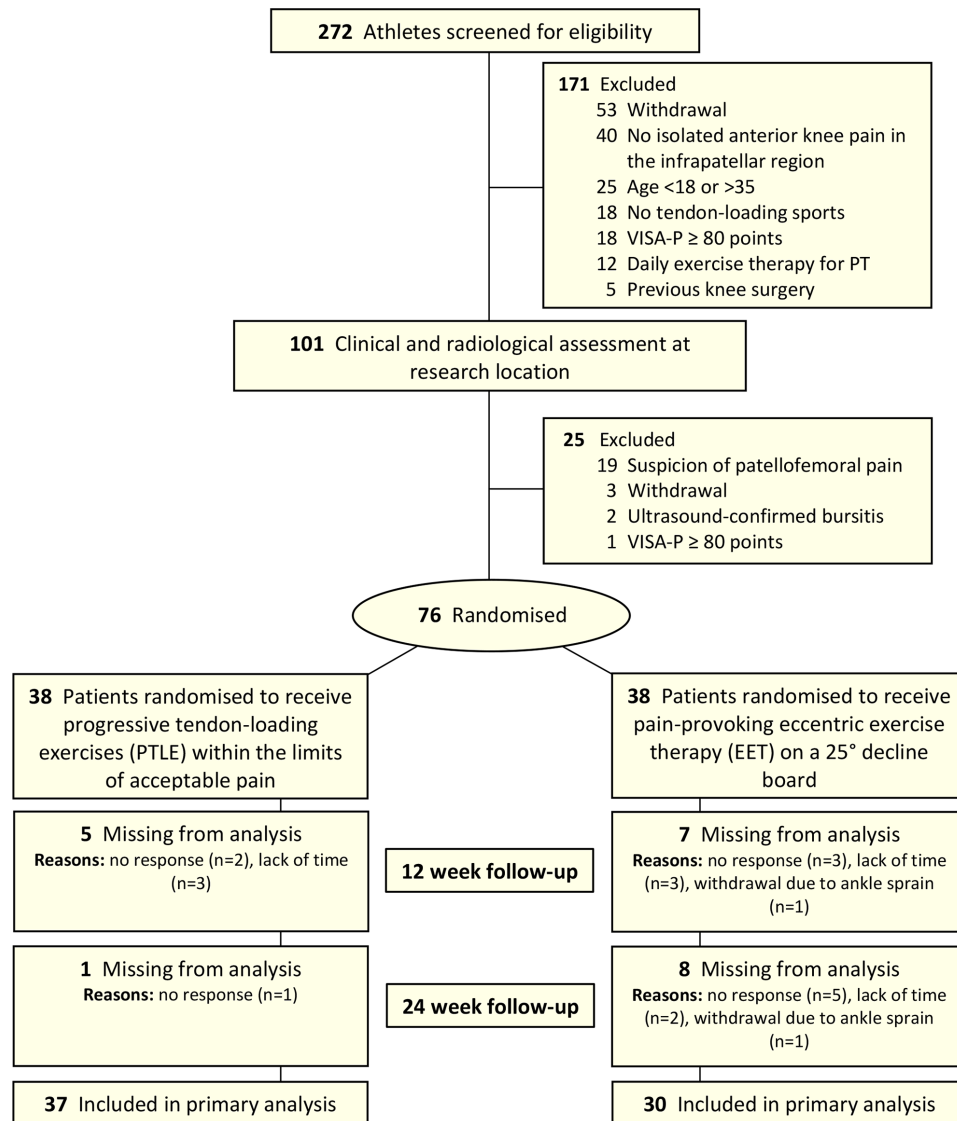 272 Athletes screened for eligibility
171 Excluded
53 Withdrawal
40 No isolated anterior knee pain in
the infrapatellar region
25 Age <18 or >35
18 No tendon-loading sports
18 VISA-P ≥ 80 points
12 Daily exercise therapy for PT
5 Previous knee surgery
101 Clinical and radiological assessment at
research location
25 Excluded
19 Suspicion of patellofemoral pain
3 Withdrawal
2 Ultrasound-confirmed bursitis
1 VISA-P ≥ 80 points
76 Randomised
38 Patients randomised to receive
progressive tendon-loading
exercises (PTLE) within the limits
of acceptable pain
38 Patients randomised to receive
pain-provoking eccentric exercise
therapy (EET) on a 25° decline
board
5 Missing from analysis
Reasons: no response (n=2), lack of time
(n=3)
12 week follow-up
7 Missing from analysis
Reasons: no response (n=3), lack of time
(n=3), withdrawal due to ankle sprain
(n=1)
1 Missing from analysis
Reasons: no response (n=1)
24 week follow-up
8 Missing from analysis
Reasons: no response (n=5), lack of time
(n=2), withdrawal due to ankle sprain
(n=1)
37 Included in primary analysis
30 Included in primary analysis